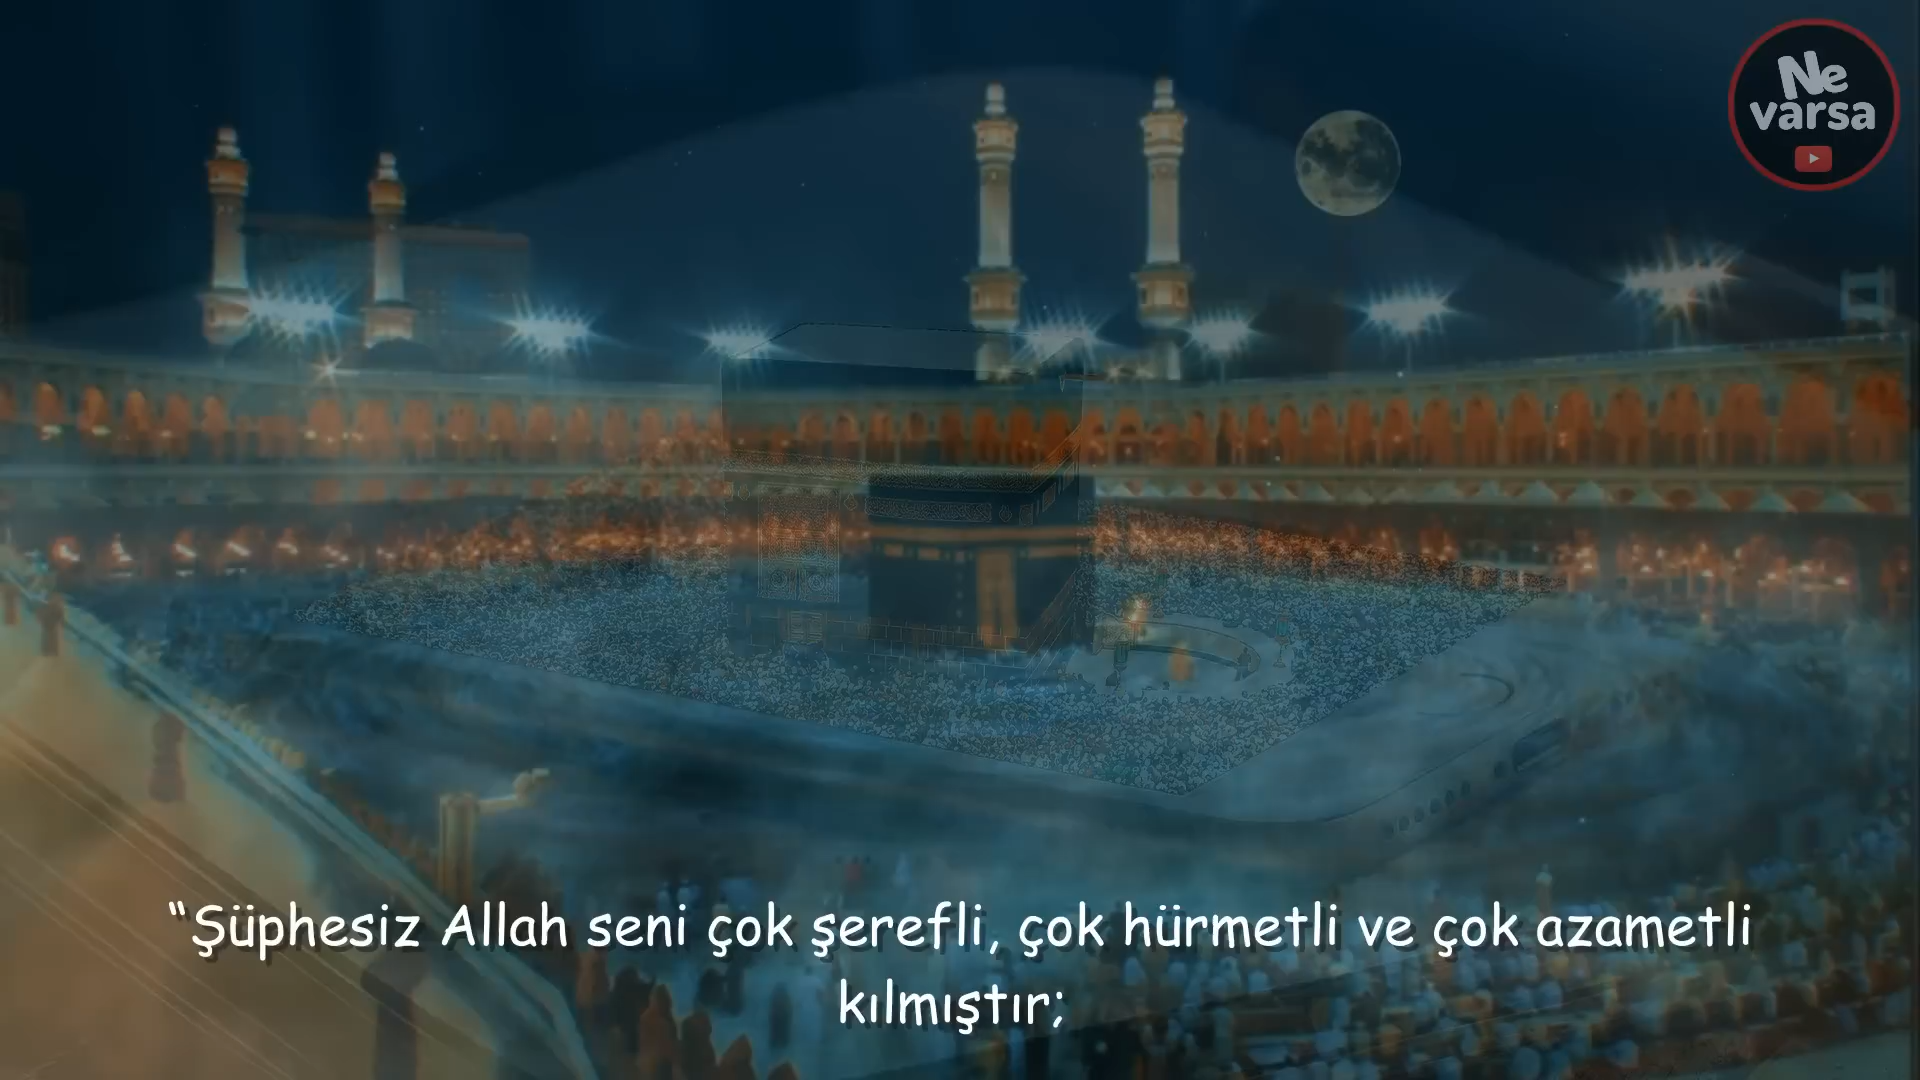 Ne
varsa
“Şüphesiz Allah seni çok şerefli, çok hürmetli ve çok azametli
kılmıştır;